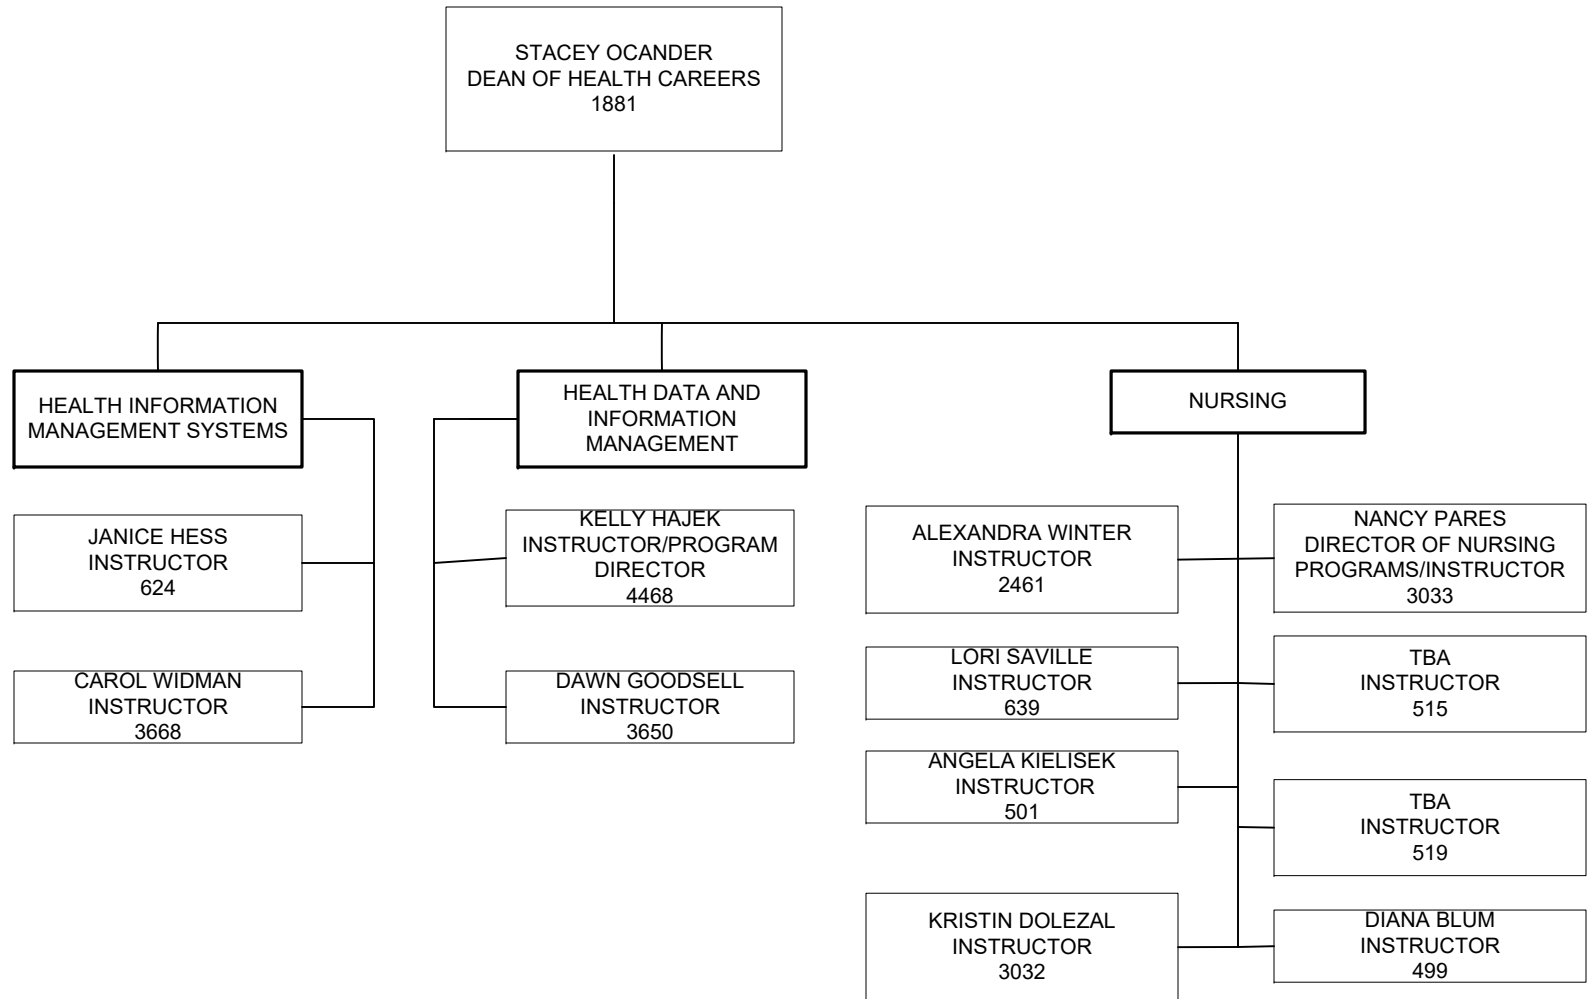 STACEY OCANDER
DEAN OF HEALTH CAREERS
1881
HEALTH INFORMATION
MANAGEMENT SYSTEMS
JANICE HESS
INSTRUCTOR
624
CAROL WIDMAN
INSTRUCTOR
3668
HEALTH DATA AND
INFORMATION
MANAGEMENT
KELLY HAJEK
INSTRUCTOR/PROGRAM
DIRECTOR
4468
DAWN GOODSELL
INSTRUCTOR
3650
NURSING
ALEXANDRA WINTER
INSTRUCTOR
2461
NANCY PARES
DIRECTOR OF NURSING
PROGRAMS/INSTRUCTOR
3033
LORI SAVILLE
INSTRUCTOR
639
TBA
INSTRUCTOR
515
ANGELA KIELISEK
INSTRUCTOR
501
TBA
INSTRUCTOR
519
KRISTIN DOLEZAL
INSTRUCTOR
3032
DIANA BLUM
INSTRUCTOR
499